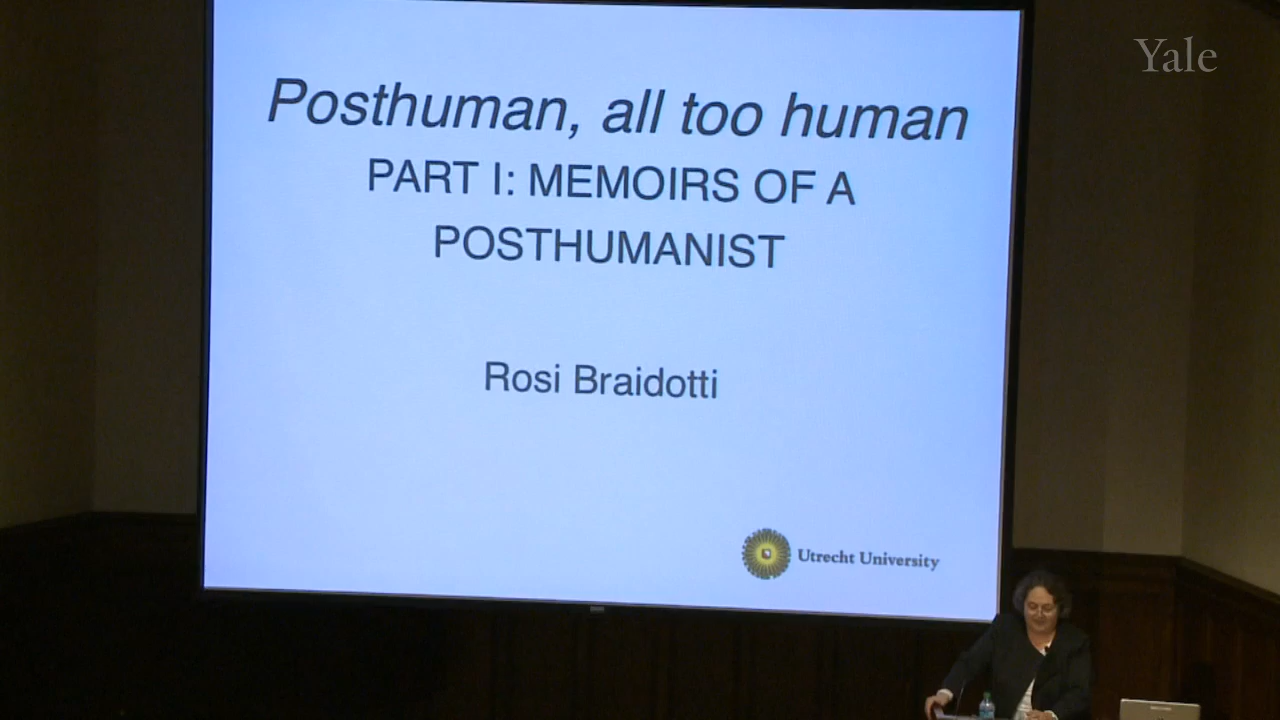 Yale
Posthuman, all too human
PART I: MEMOIRS OF A
POSTHUMANIST
Rosi Braidotti
Utrecht University